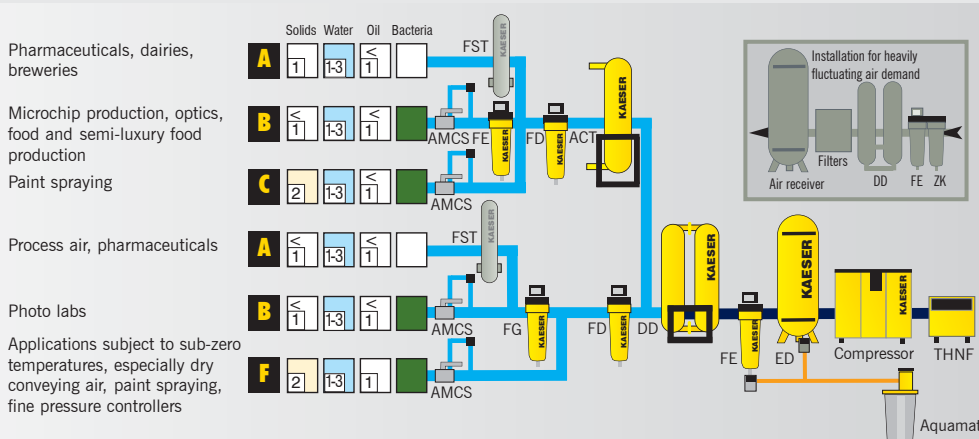 Solids Water Oil Bacteria
Pharmaceuticals, dairies,
breweries
A < 1 1-3 < 1
FST
KAESER
Microchip production, optics,
food and semi-luxury food
production
B < 1 1-3 < 1
AMCS FE
KAESER
FD
KAESER
ACT
KAESER
Paint spraying
C 2 1-3 < 1
AMCS
Process air, pharmaceuticals
A < 1 1-3 < 1
FST
KAESER
Photo labs
B < 1 1-3 < 1
AMCS
FG
KAESER
FD
KAESER
DD
KAESER
KAESER
Applications subject to sub-zero
temperatures, especially dry
conveying air, paint spraying,
fine pressure controllers
F 2 1-3 1
AMCS
FE
KAESER
ED
KAESER
Compressor
KAESER
THNF
Aquamat
Installation for heavily
fluctuating air demand
Air receiver
Filters
DD FE ZK